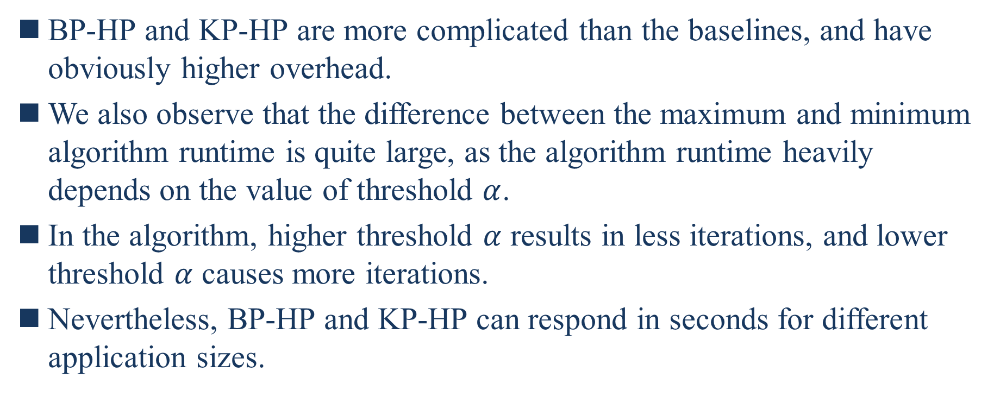 ■ BP-HP and KP-HP are more complicated than the baselines, and have
obviously higher overhead.
■ We also observe that the difference between the maximum and minimum
algorithm runtime is quite large, as the algorithm runtime heavily
depends on the value of threshold α.
■ In the algorithm, higher threshold α results in less iterations, and lower
threshold α causes more iterations.
■ Nevertheless, BP-HP and KP-HP can respond in seconds for different
application sizes.